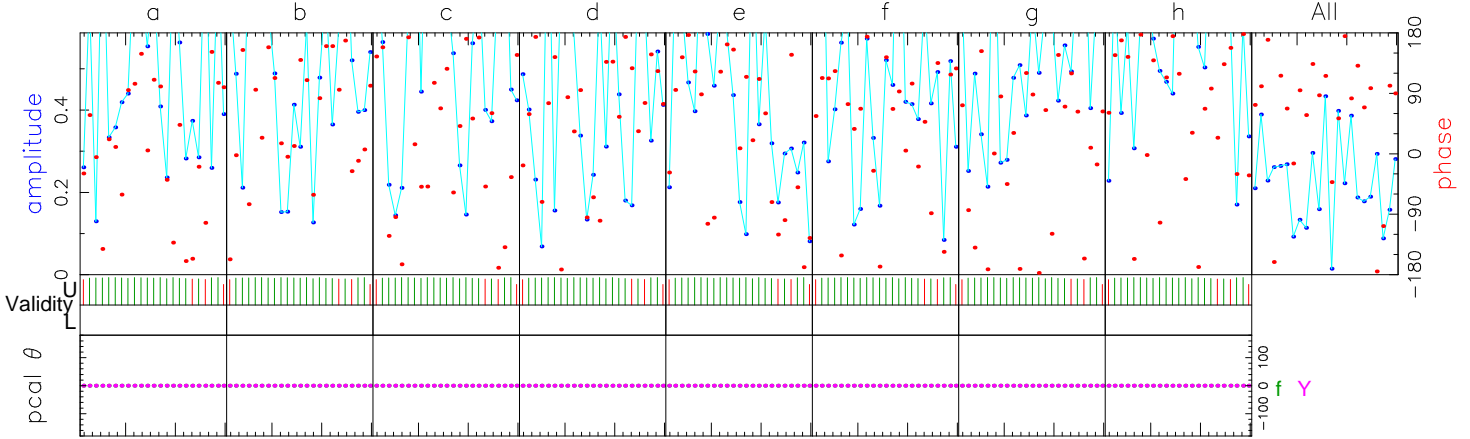 a b c d e f g h All
amplitude
0 0.2 0.4
180 90 0 −90 −180
phase
U
Validity
L
pcal θ
100 0 −100
f Y